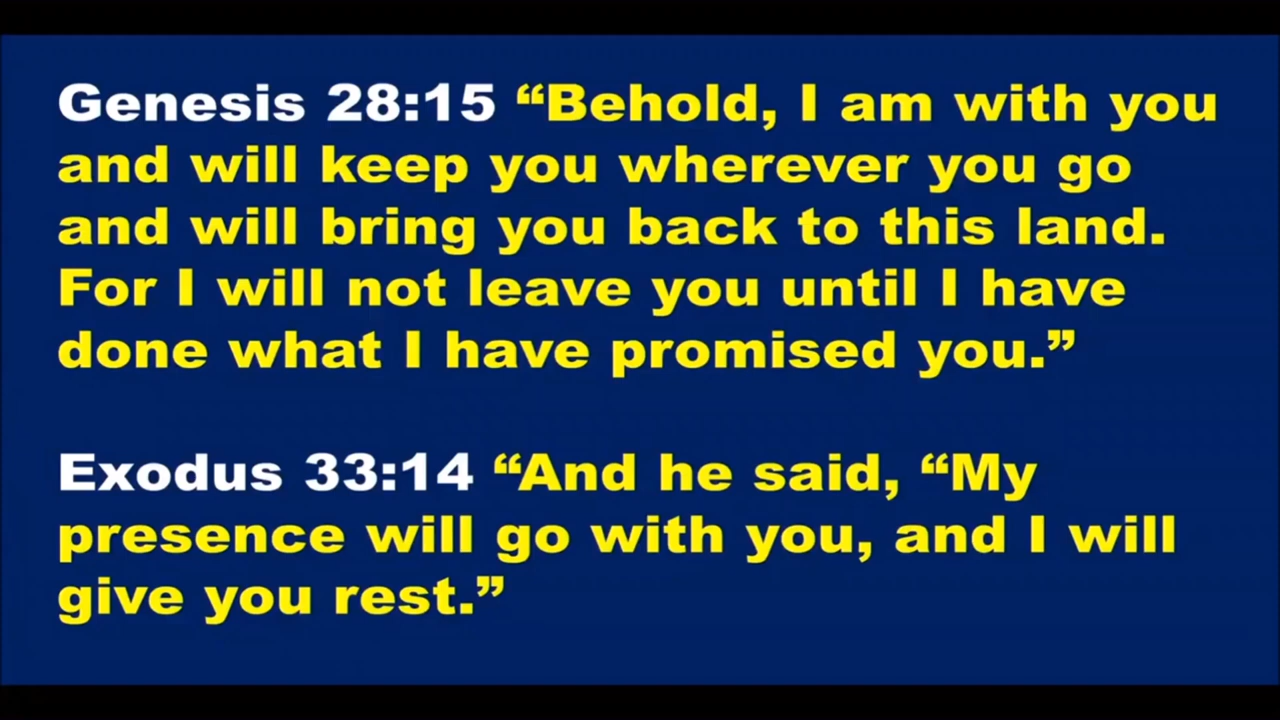 Genesis 28:15 “Behold, I am with you
and will keep you wherever you go
and will bring you back to this land.
For I will not leave you until I have
done what I have promised you.”
Exodus 33:14 “And he said, “My
presence will go with you, and I will
give you rest.”